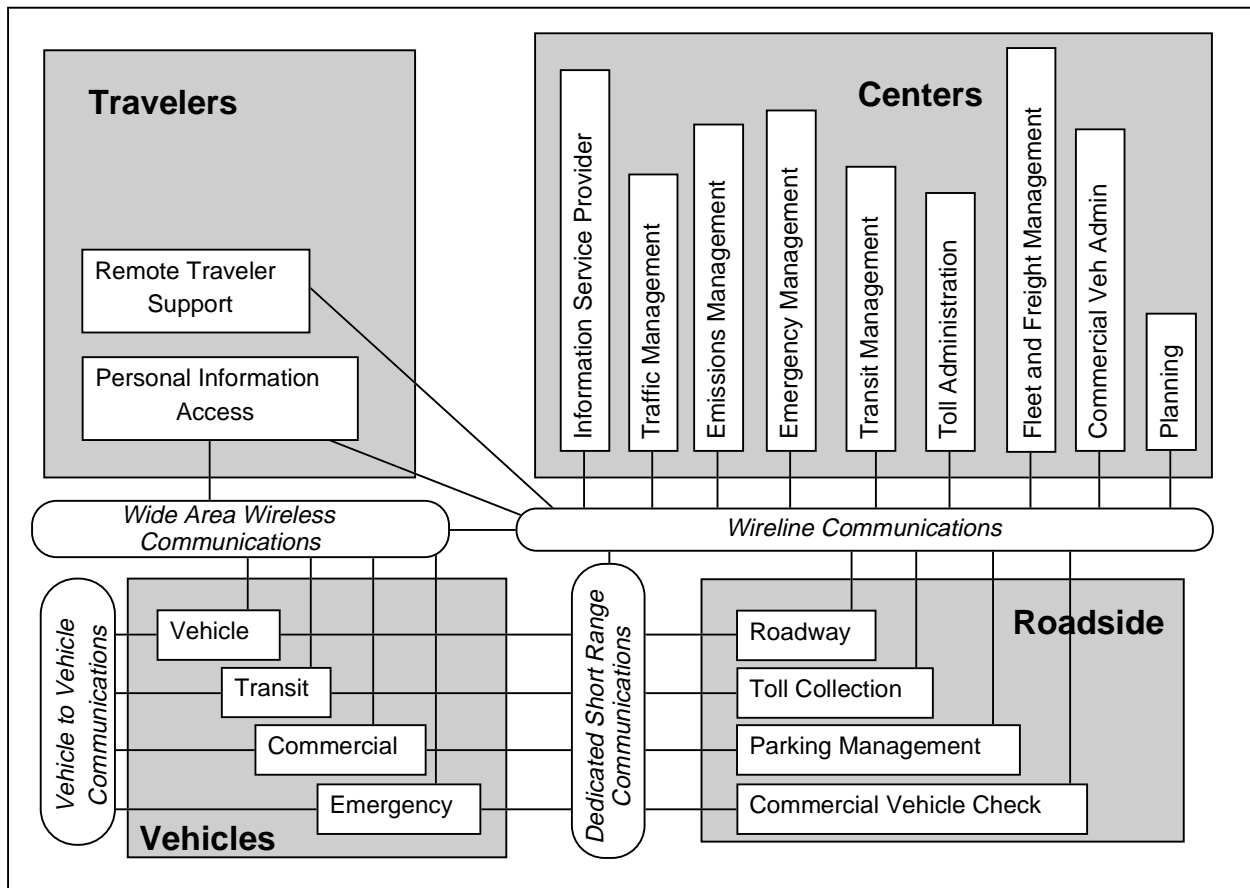 Travelers
Remote Traveler
Support
Personal Information
Access
Centers
Information Service Provider
Traffic Management
Emissions Management
Emergency Management
Transit Management
Toll Administration
Fleet and Freight Management
Commercial Veh Admin
Planning
Wide Area Wireless
Communications
Wireline Communications
Vehicle to Vehicle
Communications
Vehicle
Transit
Commercial
Emergency
Vehicles
Dedicated Short Range
Communications
Roadside
Roadway
Toll Collection
Parking Management
Commercial Vehicle Check